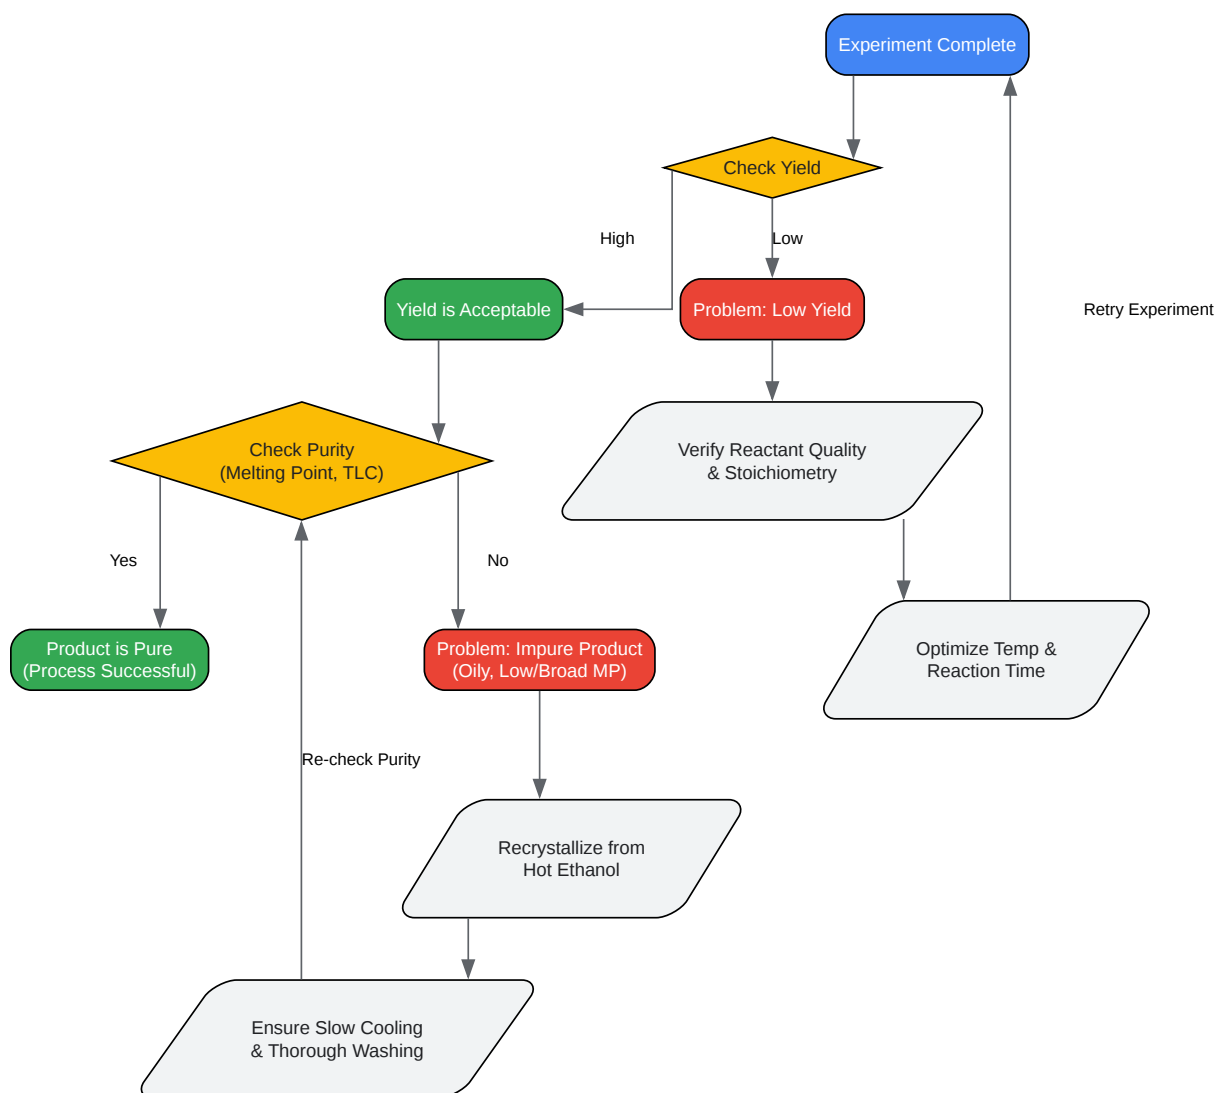 Experiment Complete
Check Yield
High
Low
Yield is Acceptable
Problem: Low Yield
Retry Experiment
Check Purity
(Melting Point, TLC)
Verify Reactant Quality
& Stoichiometry
Yes
No
Product is Pure
(Process Successful)
Problem: Impure Product
(Oily, Low/Broad MP)
Optimize Temp &
Reaction Time
Re-check Purity
Recrystallize from
Hot Ethanol
Ensure Slow Cooling
& Thorough Washing